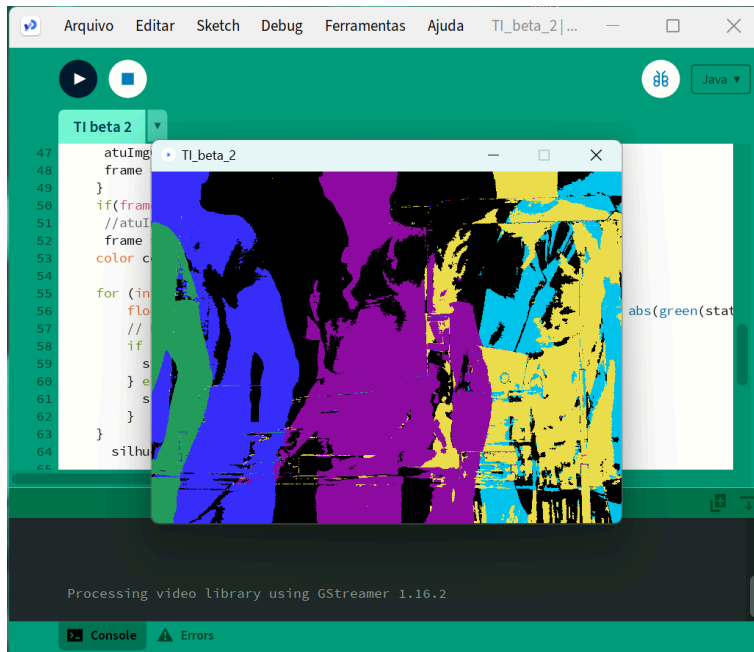 Arquivo Editar Sketch Debug Ferramentas Ajuda TI_beta_2 | ...
Java
TI beta 2
TI_beta_2
47 atuImg
48 frame
49 }
50 if(fram
51 //atuI
52 frame
53 color c
54
55 for (in
56 flo abs(green(stat
57 //
58 if
59 s
60 } e
61 s
62 }
63 }
64 silhu
65
Processing video library using GStreamer 1.16.2
Console Errors